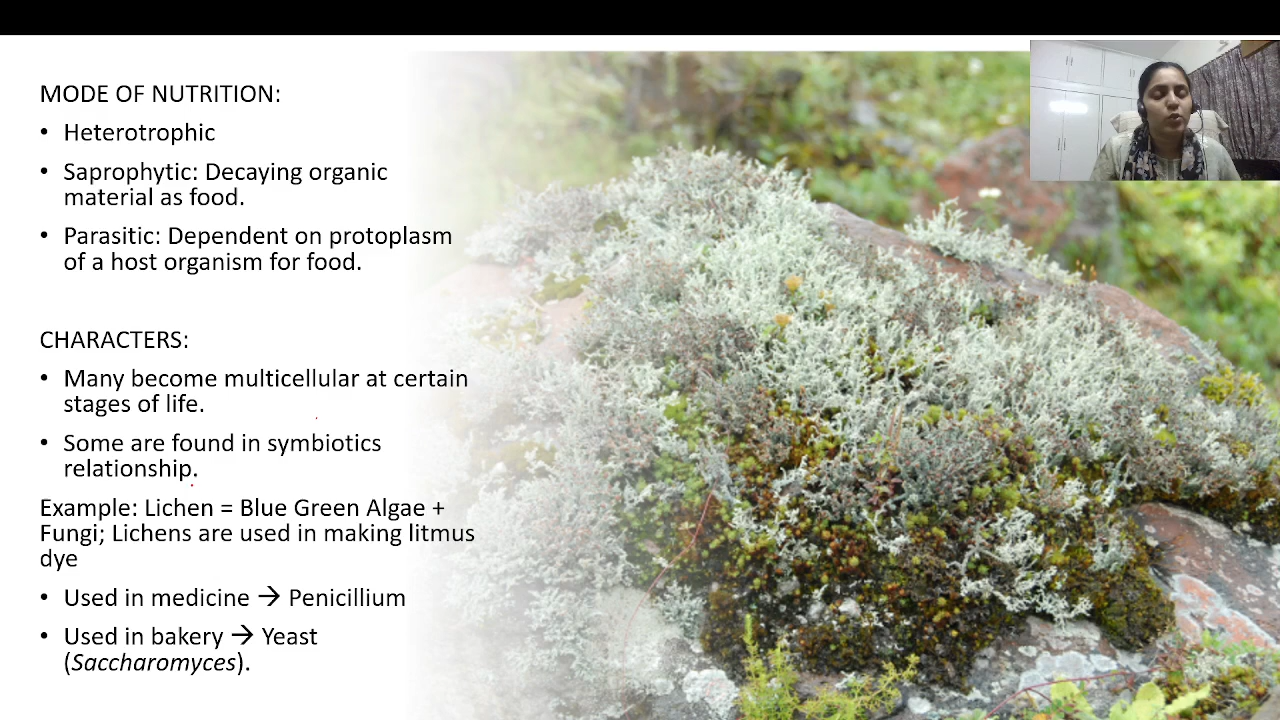 MODE OF NUTRITION:
• Heterotrophic
• Saprophytic: Decaying organic
material as food.
• Parasitic: Dependent on protoplasm
of a host organism for food.
CHARACTERS:
• Many become multicellular at certain
stages of life.
• Some are found in symbiotics
relationship.
Example: Lichen = Blue Green Algae +
Fungi; Lichens are used in making litmus
dye
• Used in medicine → Penicillium
• Used in bakery → Yeast
(Saccharomyces).